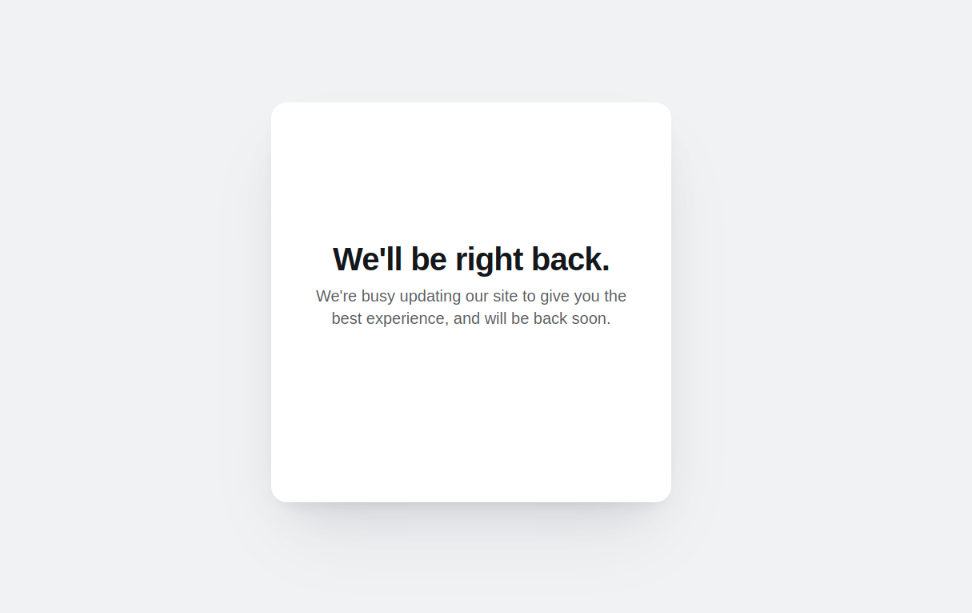 We'll be right back.
We're busy updating our site to give you the
best experience, and will be back soon.